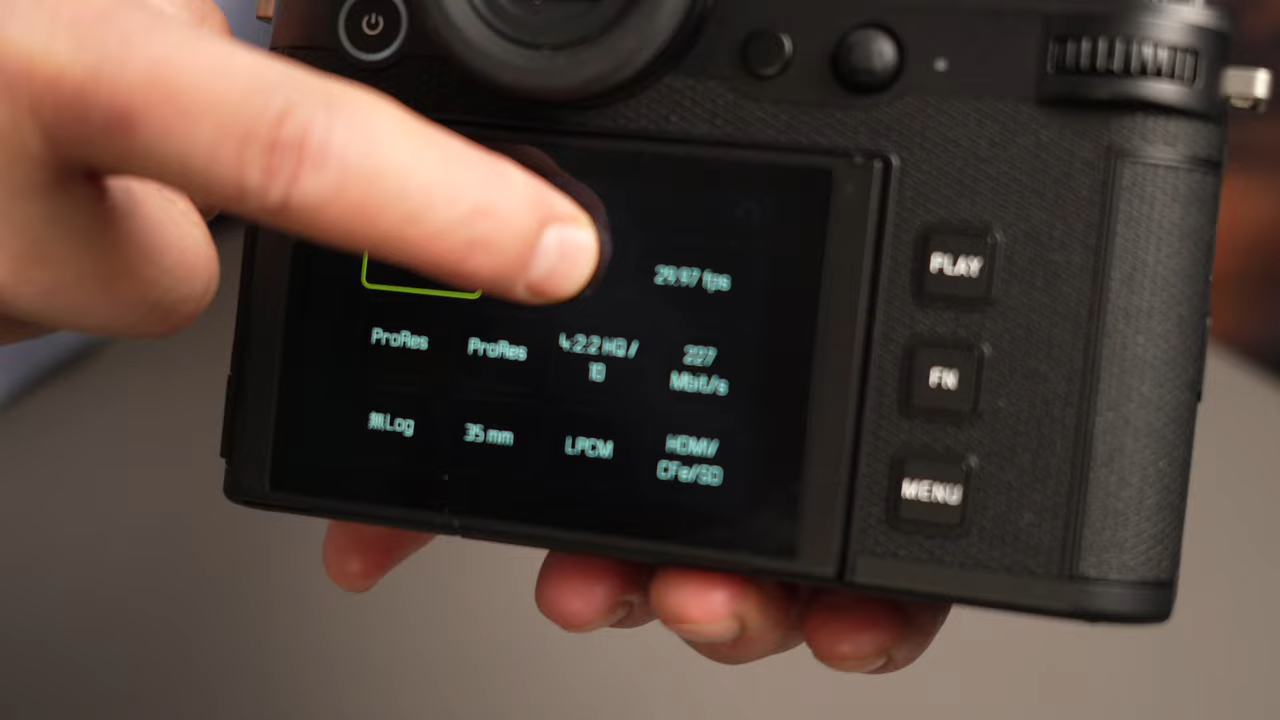 29.97 fps
ProRes
ProRes
4:2:2 HQ /
10
Mbit/s
Log
35 mm
LPCM
HDMI/
CFe/SD
PLAY
FN
MENU